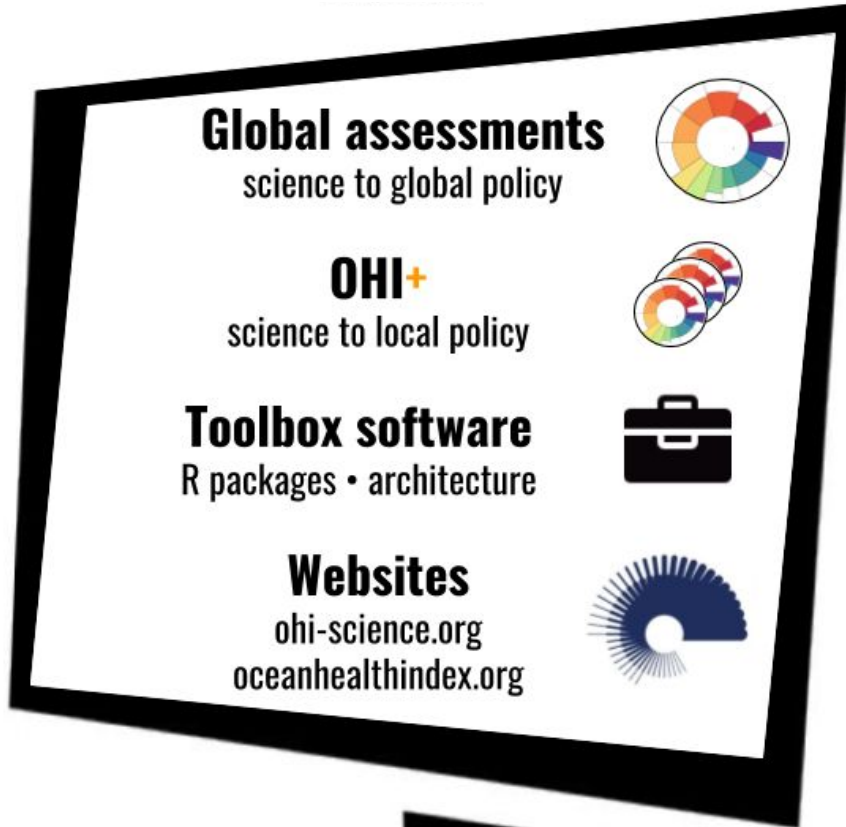 Global assessments
science to global policy
OHI+
science to local policy
Toolbox software
R packages • architecture
Websites
ohi-science.org
oceanhealthindex.org